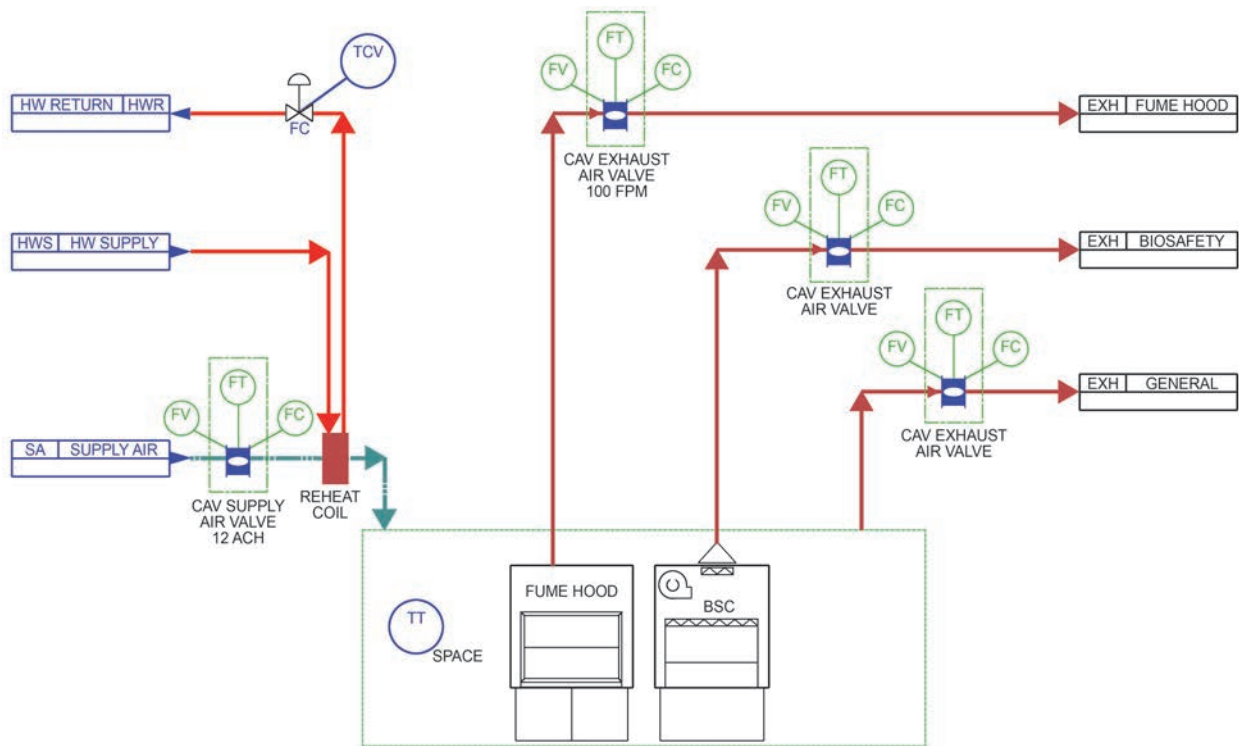 TCV
HW RETURN HWR
FC
HWS HW SUPPLY
SA SUPPLY AIR
FT
FV
FC
CAV SUPPLY
AIR VALVE
12 ACH
REHEAT
COIL
FT
FV
FC
CAV EXHAUST
AIR VALVE
100 FPM
EXH FUME HOOD
FT
FV
FC
CAV EXHAUST
AIR VALVE
EXH BIOSAFETY
FT
FV
FC
CAV EXHAUST
AIR VALVE
EXH GENERAL
TT
SPACE
FUME HOOD
BSC